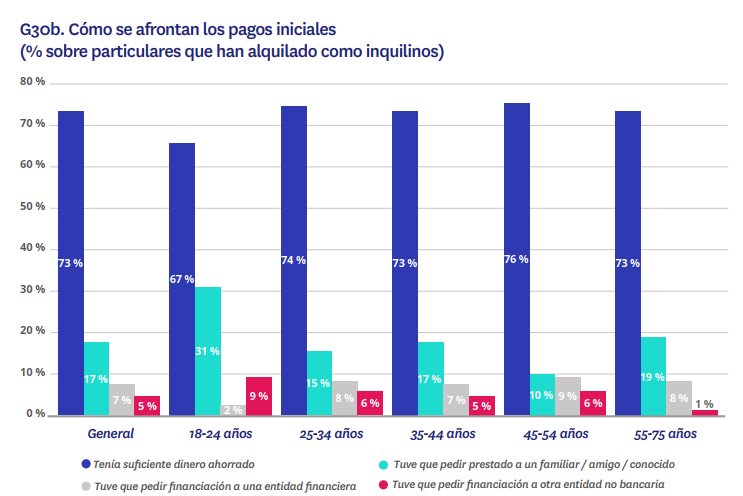 G30b. Cómo se afrontan los pagos iniciales
(% sobre particulares que han alquilado como inquilinos)
80 %
70 %
60 %
50 %
40 %
30 %
20 %
10 %
0 %
73 %
17 %
7 %
5 %
67 %
31 %
2 %
9 %
74 %
15 %
8 %
6 %
73 %
17 %
7 %
5 %
76 %
10 %
9 %
6 %
73 %
19 %
8 %
1 %
General
18-24 años
25-34 años
35-44 años
45-54 años
55-75 años
Tenía suficiente dinero ahorrado
Tuve que pedir prestado a un familiar / amigo / conocido
Tuve que pedir financiación a una entidad financiera
Tuve que pedir financiación a otra entidad no bancaria